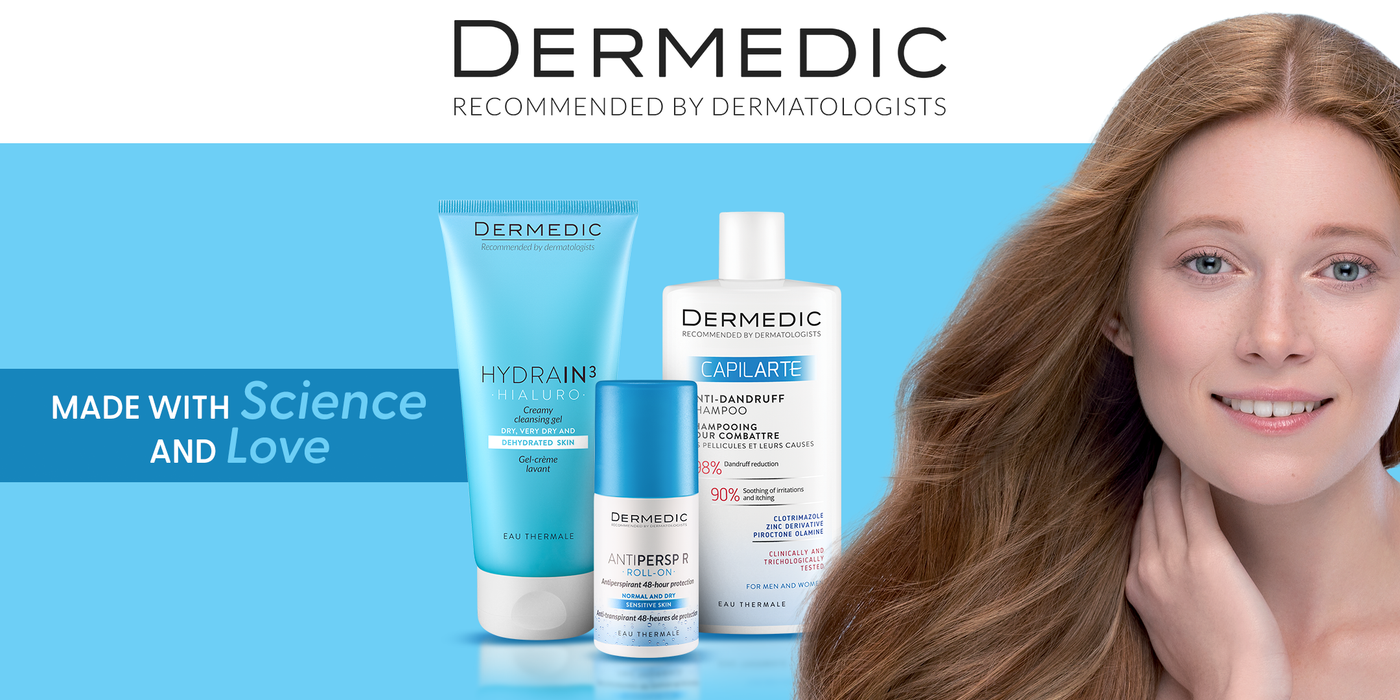 DERMEDIC
RECOMMENDED BY DERMATOLOGISTS
MADE WITH Science
AND Love
DERMEDIC
Recommended by dermatologists
HYDRAIN³
·HIALURO·
Creamy
cleansing gel
DRY, VERY DRY AND
DEHYDRATED SKIN
Gel-crème
lavant
EAU THERMALE
DERMEDIC
RECOMMENDED BY DERMATOLOGISTS
ANTIPERSP R
·ROLL-ON·
Antiperspirant 48-hour protection
NORMAL AND DRY
SENSITIVE SKIN
Anti-transpirant 48-heures de protection
EAU THERMALE
DERMEDIC
RECOMMENDED BY DERMATOLOGISTS
CAPILARTE
NTI-DANDRUFF
HAMPOO
HAMPOOING
OUR COMBATTRE
PELLICULES ET LEURS CAUSES
98% Dandruff reduction
90% Soothing of irritations
and itching
CLOTRIMAZOLE
ZINC DERIVATIVE
PIROCTONE OLAMINE
CLINICALLY AND
TRICHOLOGICALLY
TESTED
FOR MEN AND WOME
EAU THERMALE